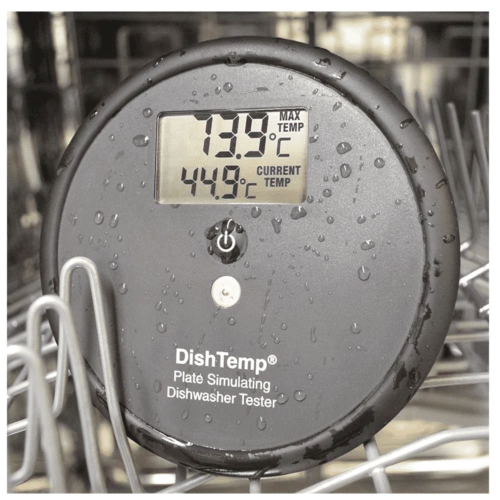 73.9°C MAX TEMP
44.9°C CURRENT TEMP
DishTemp®
Plate Simulating
Dishwasher Tester